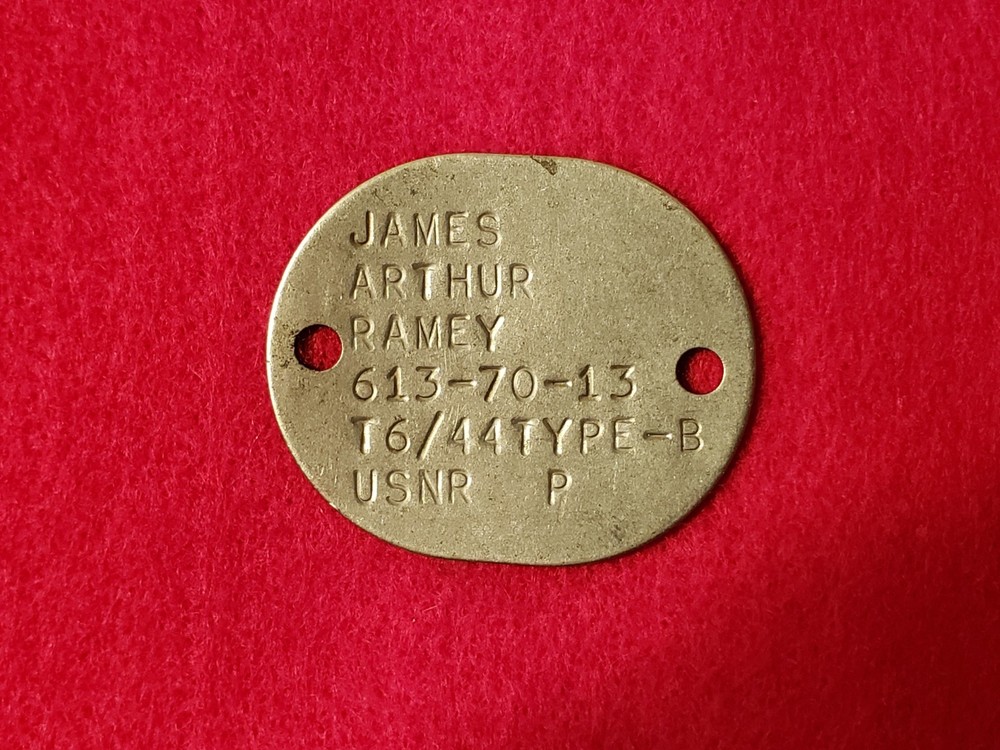 JAMES
ARTHUR
RAMEY
613-70-13
T6/44TYPE-B
USNR P